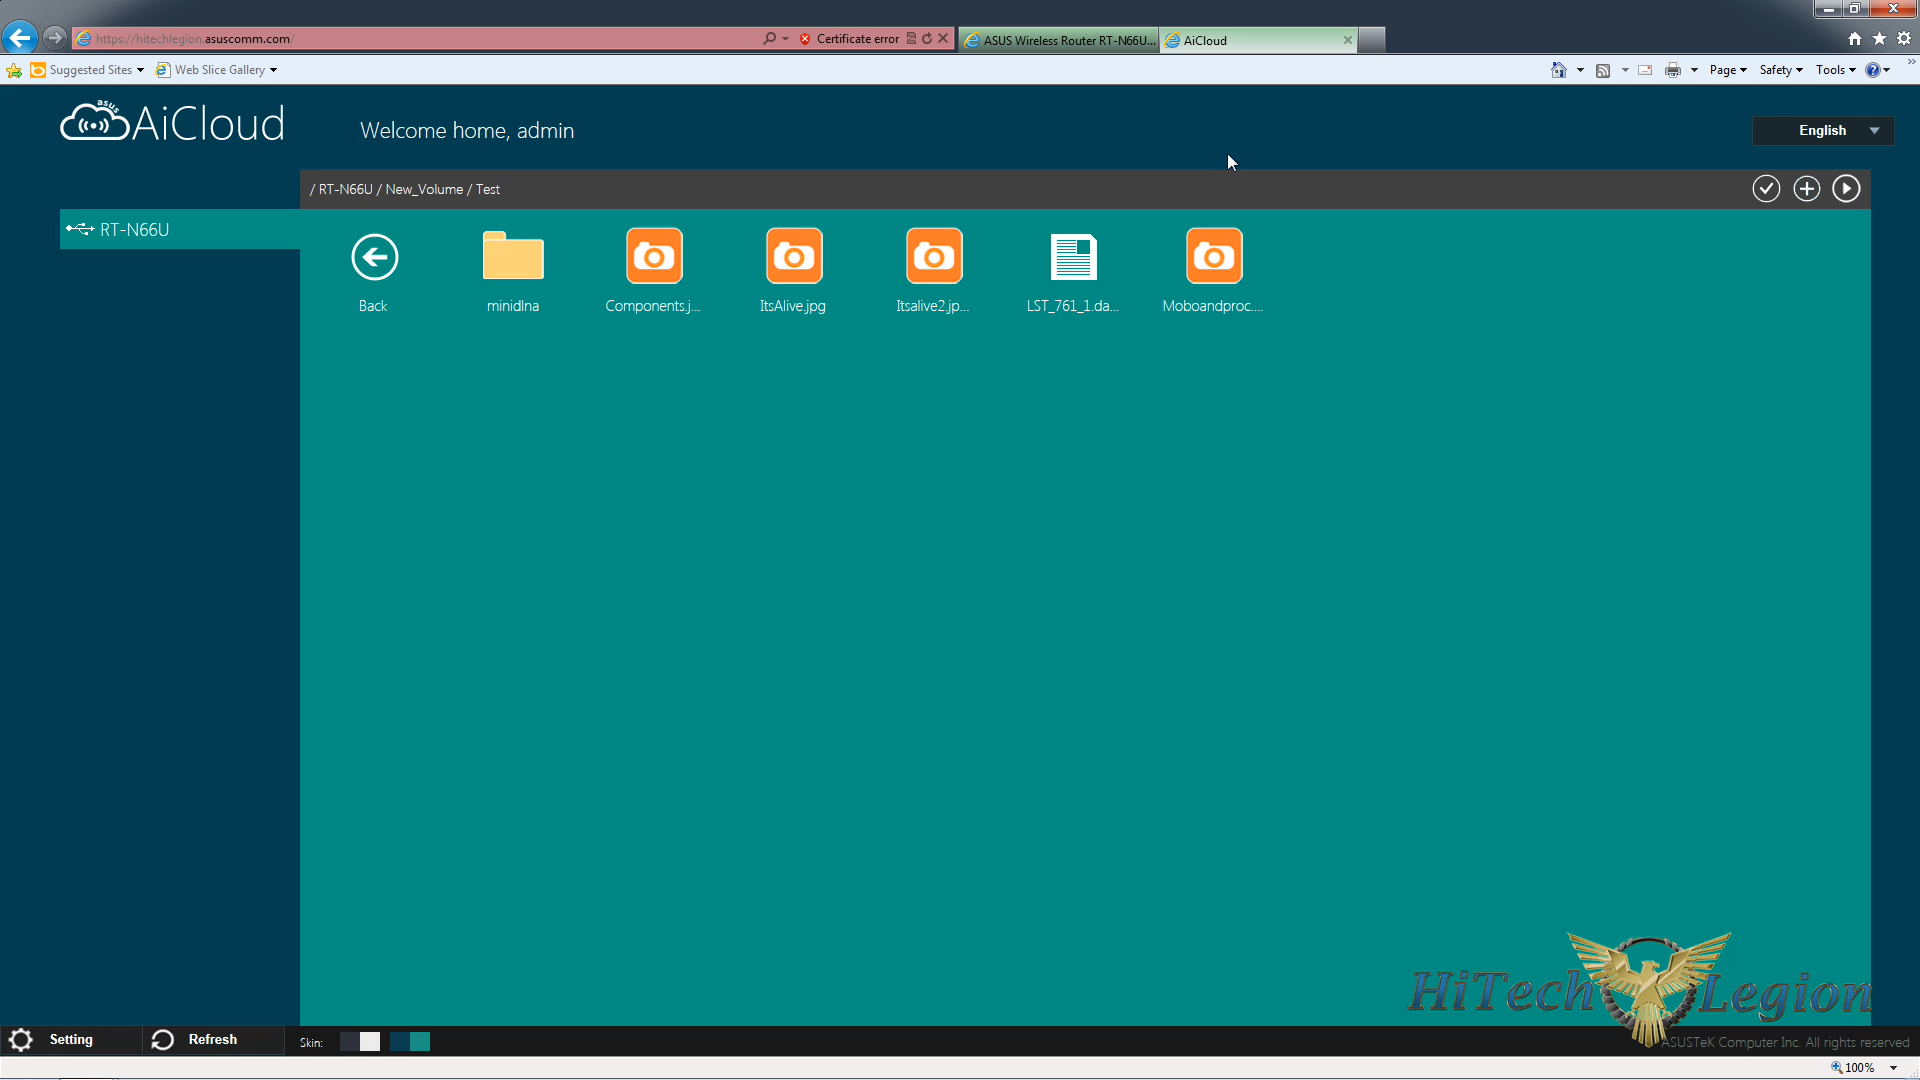 https://hitechlegion.asuscomm.com/
Certificate error
ASUS Wireless Router RT-N66U...
AiCloud
Suggested Sites
Web Slice Gallery
Page
Safety
Tools
asus
AiCloud
Welcome home, admin
English
/ RT-N66U / New_Volume / Test
RT-N66U
Back
minidlna
Components.j...
ItsAlive.jpg
Itsalive2.jp...
LST_761_1.da...
Moboandproc....
HiTech Legion
Setting
Refresh
Skin:
ASUSTeK Computer Inc. All rights reserved
100%